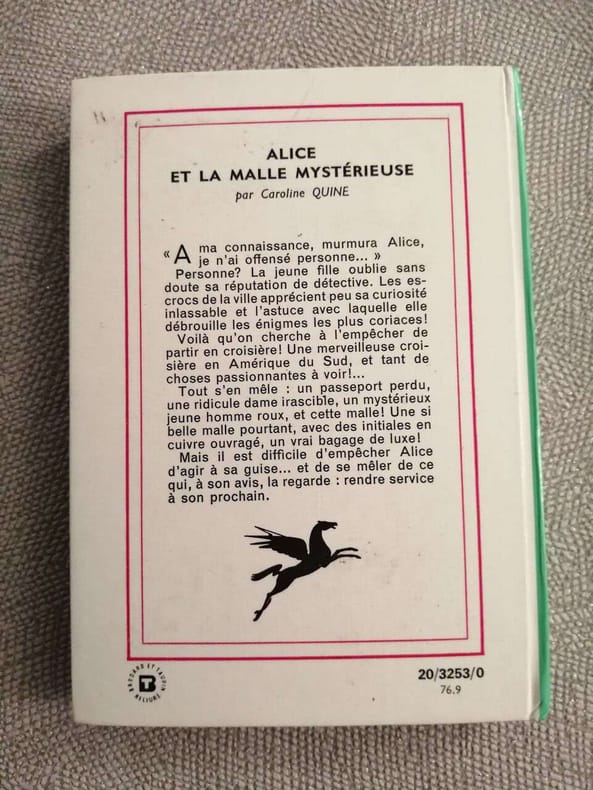 ALICE
ET LA MALLE MYSTÉRIEUSE
par Caroline QUINE
« A ma connaissance, murmura Alice,
je n'ai offensé personne... »
Personne? La jeune fille oublie sans
doute sa réputation de détective. Les es-
crocs de la ville apprécient peu sa curiosité
inlassable et l'astuce avec laquelle elle
débrouille les énigmes les plus coriaces!
Voilà qu'on cherche à l'empêcher de
partir en croisière! Une merveilleuse croi-
sière en Amérique du Sud, et tant de
choses passionnantes à voir!...
Tout s'en mêle : un passeport perdu,
une ridicule dame irascible, un mystérieux
jeune homme roux, et cette malle! Une si
belle malle pourtant, avec des initiales en
cuivre ouvragé, un vrai bagage de luxe!
Mais il est difficile d'empêcher Alice
d'agir à sa guise... et de se mêler de ce
qui, à son avis, la regarde : rendre service
à son prochain.
BRODARD ET TAUPIN
RELIURE
20/3253/0
76.9